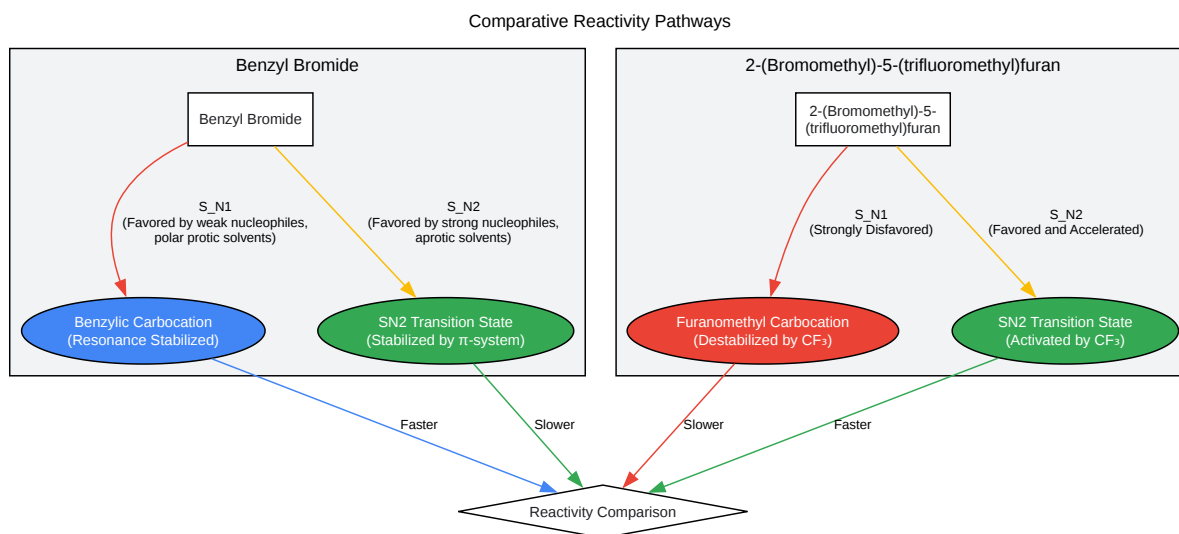 Comparative Reactivity Pathways
Benzyl Bromide
Benzyl Bromide
S_N1
(Favored by weak nucleophiles,
polar protic solvents)
S_N2
(Favored by strong nucleophiles,
aprotic solvents)
Benzylic Carbocation
(Resonance Stabilized)
SN2 Transition State
(Stabilized by π-system)
2-(Bromomethyl)-5-(trifluoromethyl)furan
2-(Bromomethyl)-5-
(trifluoromethyl)furan
S_N1
(Strongly Disfavored)
S_N2
(Favored and Accelerated)
Furanomethyl Carbocation
(Destabilized by CF₃)
SN2 Transition State
(Activated by CF₃)
Faster
Slower
Slower
Faster
Reactivity Comparison